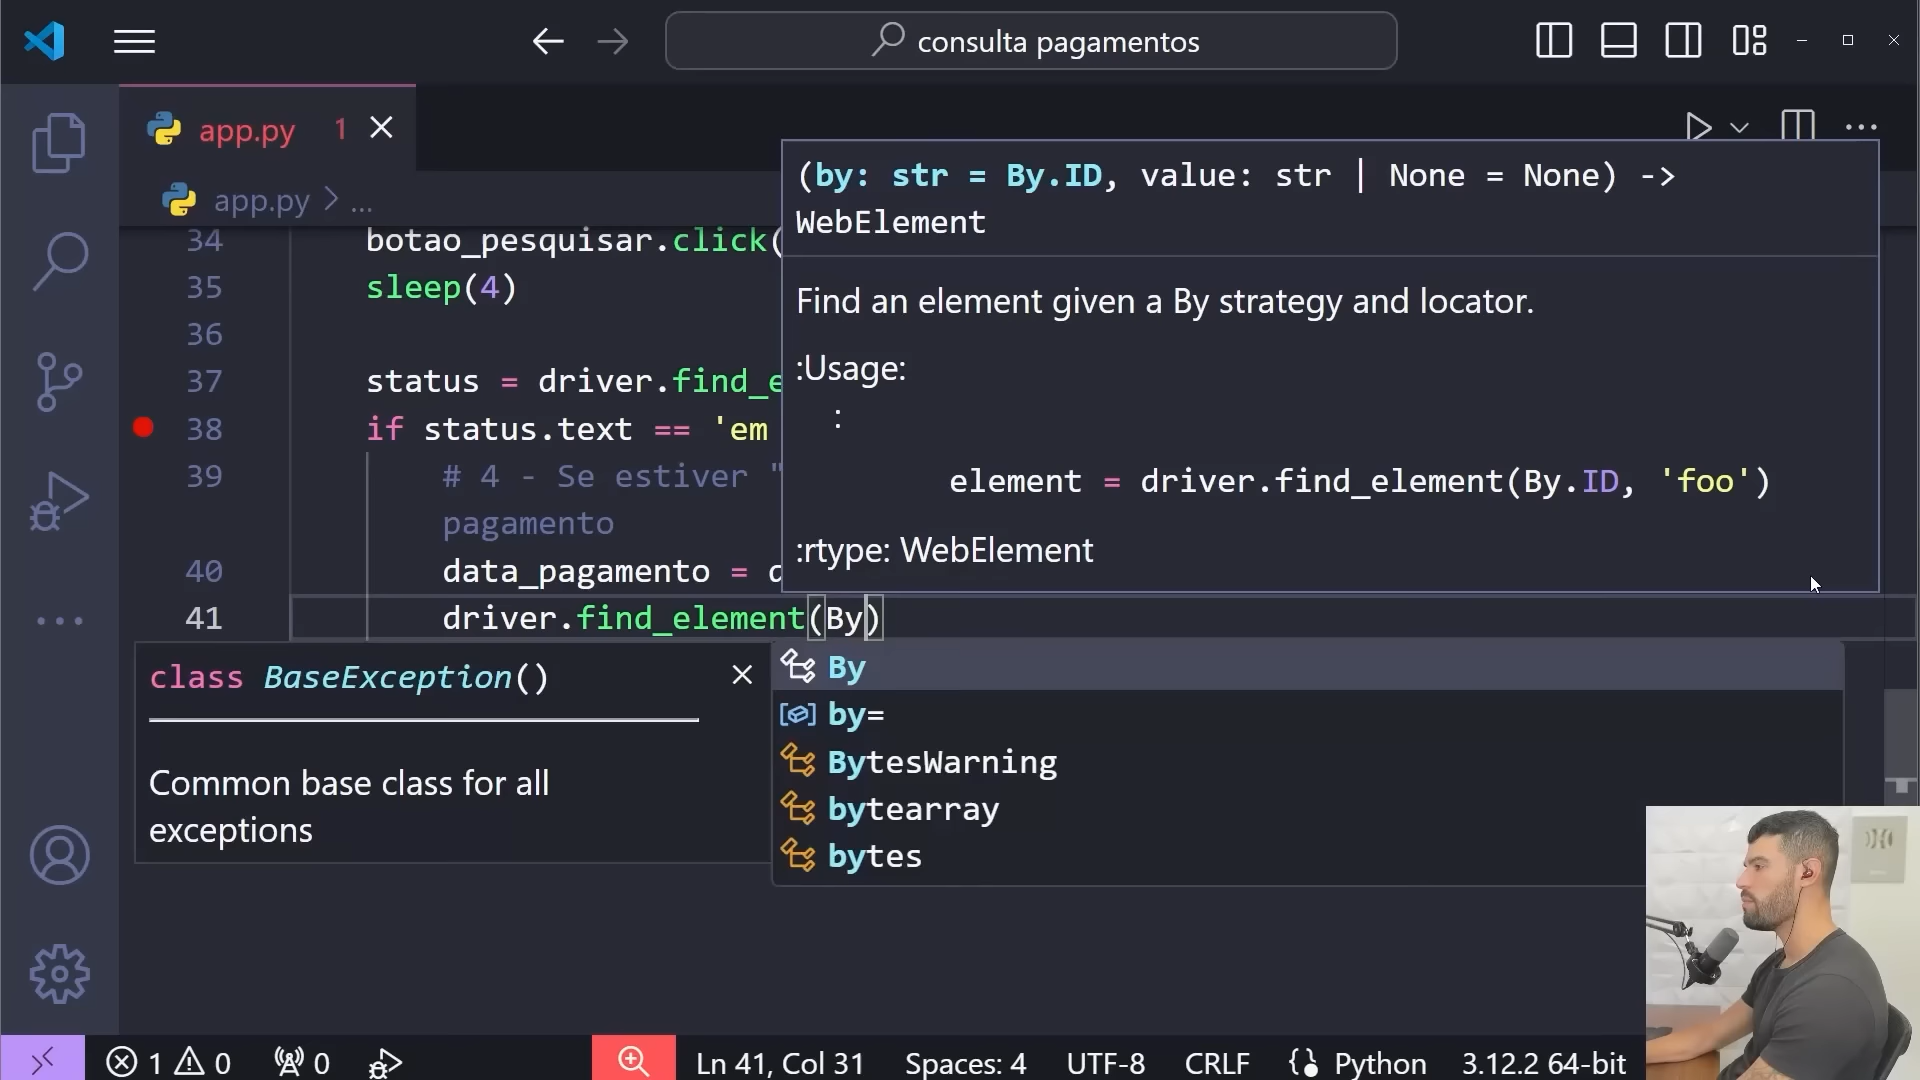 consulta pagamentos
app.py 1
app.py > ...
34 botao_pesquisar.click(
35 sleep(4)
36
37 status = driver.find_e
38 if status.text == 'em
39 # 4 - Se estiver "
pagamento
40 data_pagamento = d
41 driver.find_element(By)
(by: str = By.ID, value: str | None = None) ->
WebElement
Find an element given a By strategy and locator.
:Usage:
:
element = driver.find_element(By.ID, 'foo')
:rtype: WebElement
class BaseException()
Common base class for all
exceptions
By
by=
BytesWarning
bytearray
bytes
1 0 0 Ln 41, Col 31 Spaces: 4 UTF-8 CRLF Python 3.12.2 64-bit